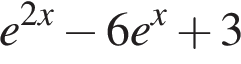 $e^{2x} - 6e^{x} + 3$